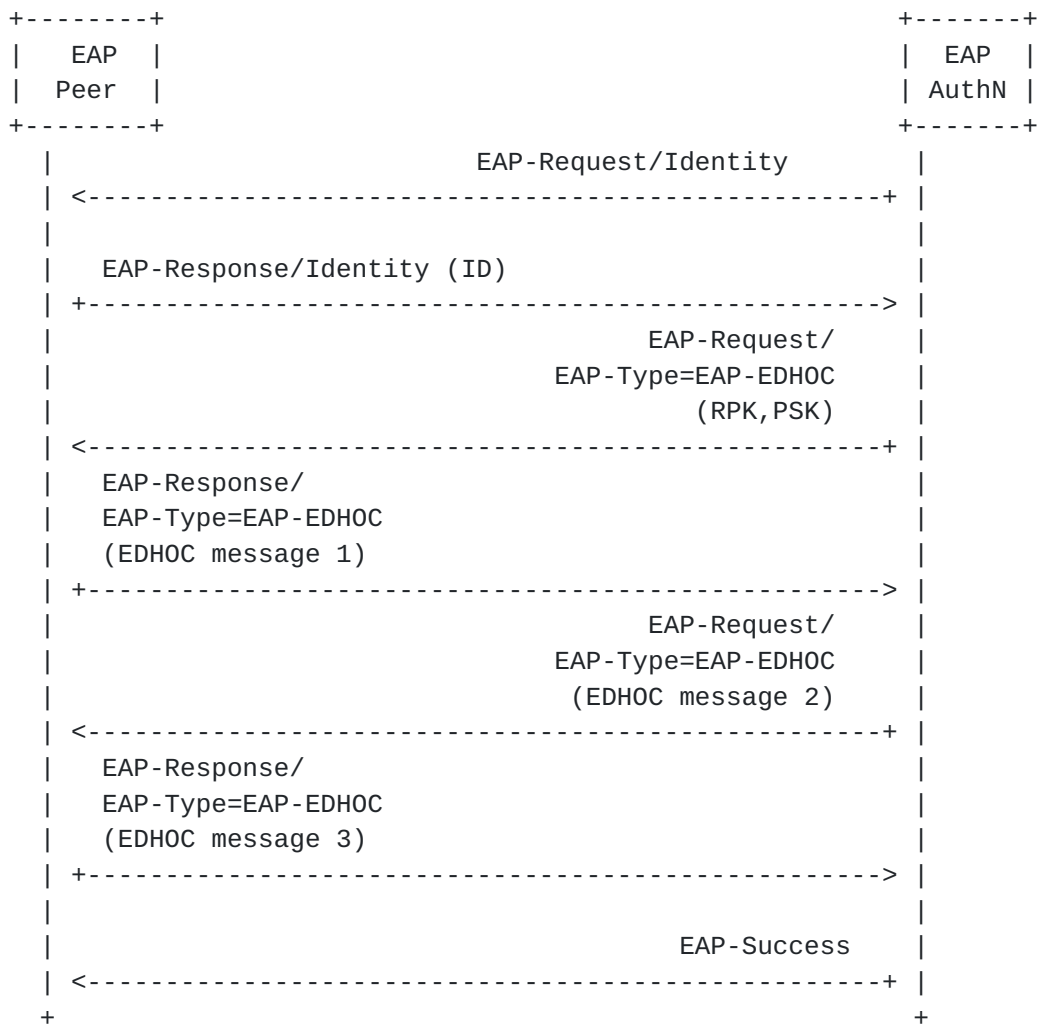 +--------+                                                +-------+
|   EAP  |                                                |  EAP  |
|  Peer  |                                                | AuthN |
+--------+                                                +-------+
  |                           EAP-Request/Identity        |
  | <---------------------------------------------------+ |
  |                                                       |
  |   EAP-Response/Identity (ID)                          |
  | +---------------------------------------------------> |
  |                                      EAP-Request/     |
  |                                EAP-Type=EAP-EDHOC     |
  |                                         (RPK,PSK)     |
  | <---------------------------------------------------+ |
  |   EAP-Response/                                       |
  |   EAP-Type=EAP-EDHOC                                  |
  |   (EDHOC message 1)                                   |
  | +---------------------------------------------------> |
  |                                      EAP-Request/     |
  |                                EAP-Type=EAP-EDHOC     |
  |                                 (EDHOC message 2)     |
  | <---------------------------------------------------+ |
  |   EAP-Response/                                       |
  |   EAP-Type=EAP-EDHOC                                  |
  |   (EDHOC message 3)                                   |
  | +---------------------------------------------------> |
  |                                                       |
  |                                        EAP-Success    |
  | <---------------------------------------------------+ |
  +                                                       +